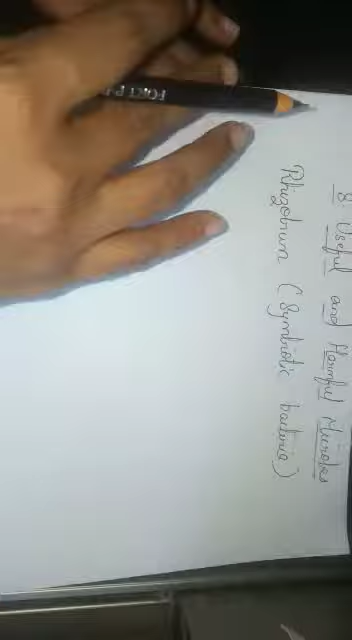 8. Useful and Harmful Microbes
Rhizobium (Symbiotic bacteria)